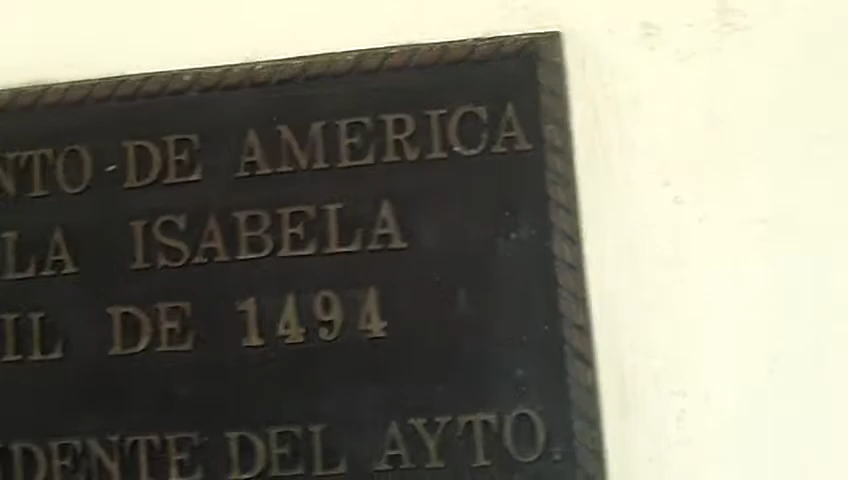 NTO DE AMERICA
LA ISABELA
IL DE 1494
DENTE DEL AYTO.